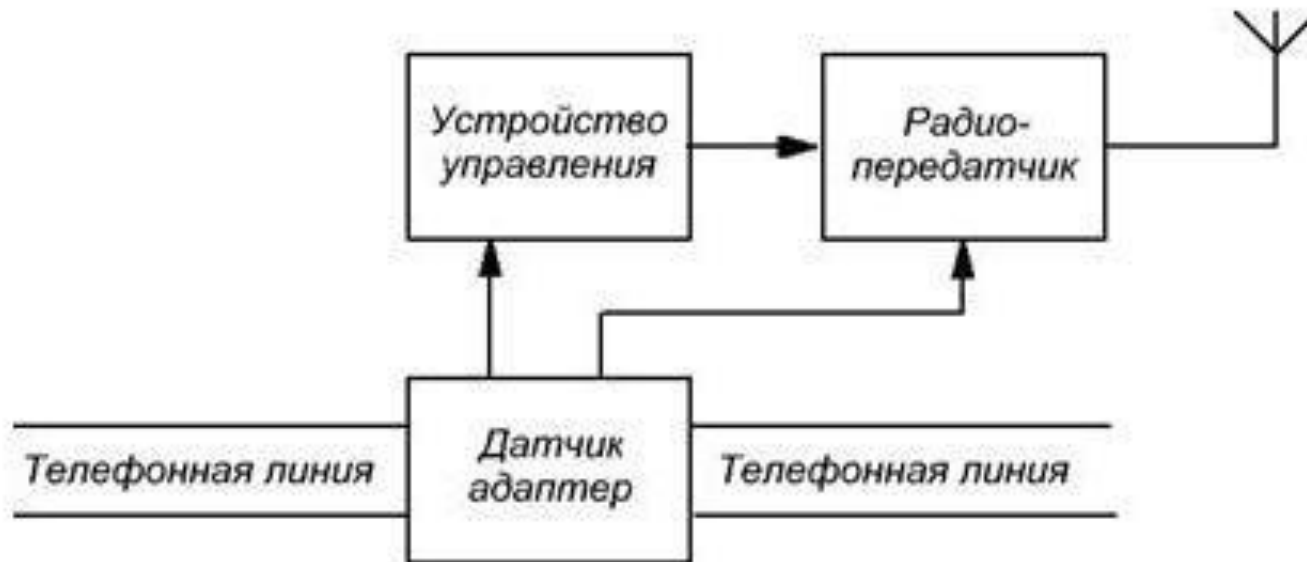 Устройство
управления
Радио-
передатчик
Телефонная линия
Датчик
адаптер
Телефонная линия